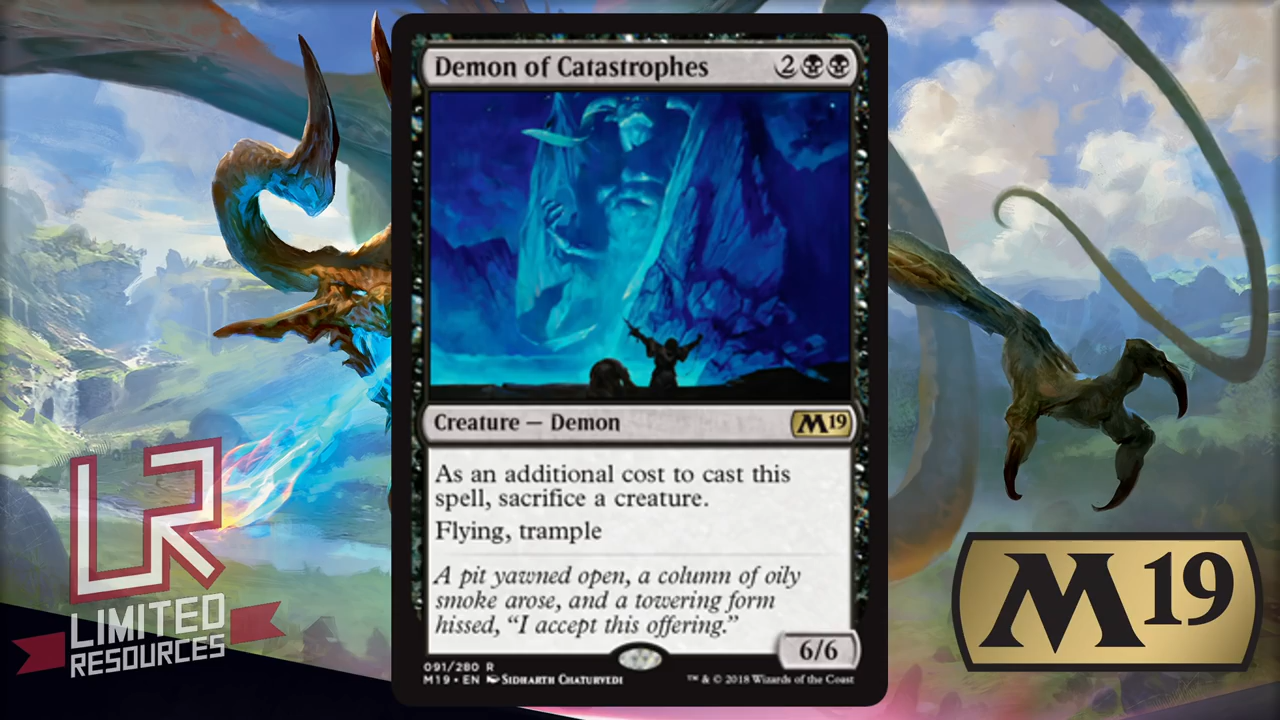 Demon of Catastrophes 2
Creature — Demon M19
As an additional cost to cast this
spell, sacrifice a creature.
Flying, trample
A pit yawned open, a column of oily
smoke arose, and a towering form
hissed, “I accept this offering.”
6/6
091/280 R
M19 • EN Sidharth Chaturvedi
™ & © 2018 Wizards of the Coast
LR
LIMITED
RESOURCES
M19